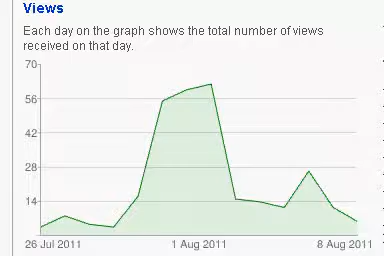 Views
Each day on the graph shows the total number of views
received on that day.
70
56
42
28
14
26 Jul 2011 1 Aug 2011 8 Aug 2011